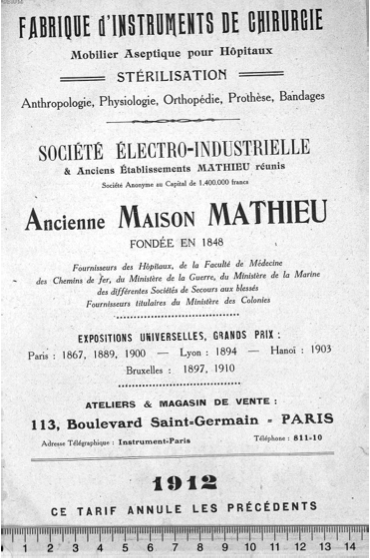 FABRIQUE d'INSTRUMENTS DE CHIRURGIE
Mobilier Aseptique pour Hôpitaux
STÉRILISATION
Anthropologie, Physiologie, Orthopédie, Prothèse, Bandages
SOCIÉTÉ ÉLECTRO-INDUSTRIELLE
& Anciens Établissements MATHIEU réunis
Société Anonyme au Capital de 1.400.000 francs
Ancienne MAISON MATHIEU
FONDÉE EN 1848
Fournisseurs des Hôpitaux, de la Faculté de Médecine
des Chemins de fer, du Ministère de la Guerre, du Ministère de la Marine
des différentes Sociétés de Secours aux blessés
Fournisseurs titulaires du Ministère des Colonies
EXPOSITIONS UNIVERSELLES, GRANDS PRIX :
Paris : 1867, 1889, 1900 — Lyon : 1894 — Hanoï : 1903
Bruxelles : 1897, 1910
ATELIERS & MAGASIN DE VENTE :
113, Boulevard Saint-Germain - PARIS
Adresse Télégraphique : Instrument-Paris Téléphone : 811-10
1912
CE TARIF ANNULE LES PRÉCÉDENTS
1 2 3 4 5 6 7 8 9 10 11 12 13 14